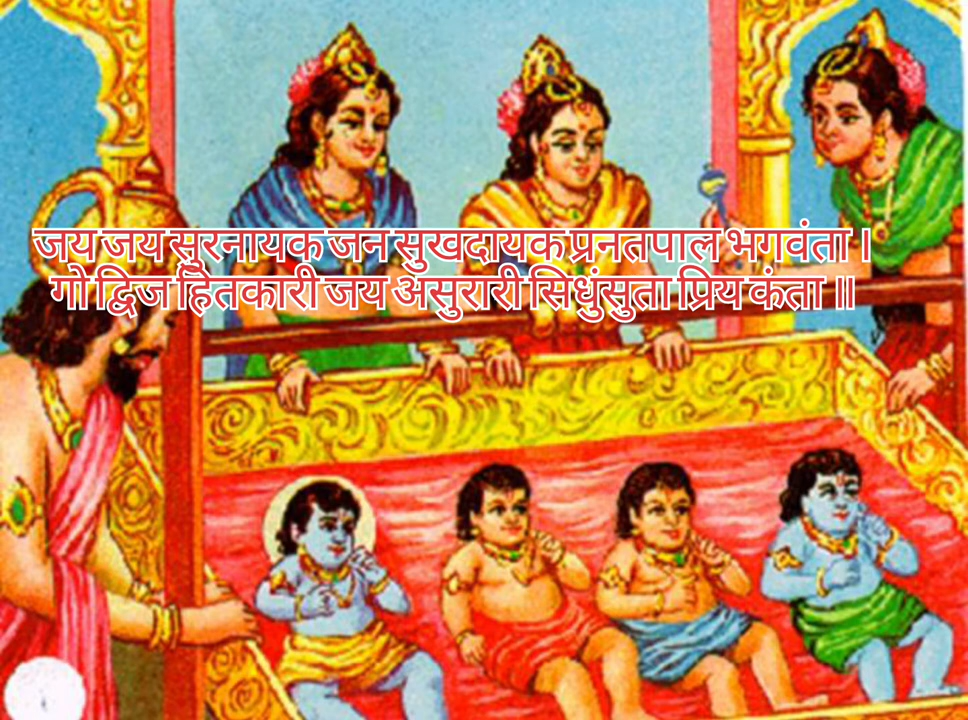 जय जय सुरनायक जन सुखदायक प्रनतपाल भगवंता ।
गो द्विज हितकारी जय असुरारी सिधुंसुता प्रिय कंता ॥